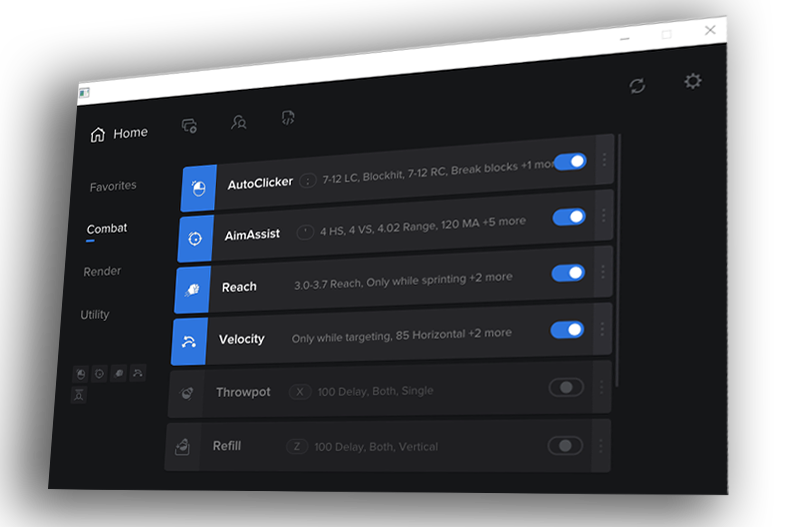 Home
Favorites
Combat
Render
Utility
AutoClicker ; 7-12 LC, Blockhit, 7-12 RC, Break blocks +1 mor
AimAssist ' 4 HS, 4 VS, 4.02 Range, 120 MA +5 more
Reach 3.0-3.7 Reach, Only while sprinting +2 more
Velocity Only while targeting, 85 Horizontal +2 more
Throwpot X 100 Delay, Both, Single
Refill Z 100 Delay, Both, Vertical